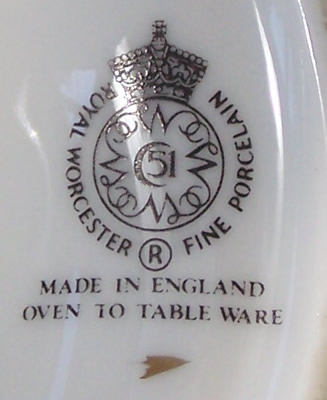 ROYAL WORCESTER ® FINE PORCELAIN
51
MADE IN ENGLAND
OVEN TO TABLE WARE